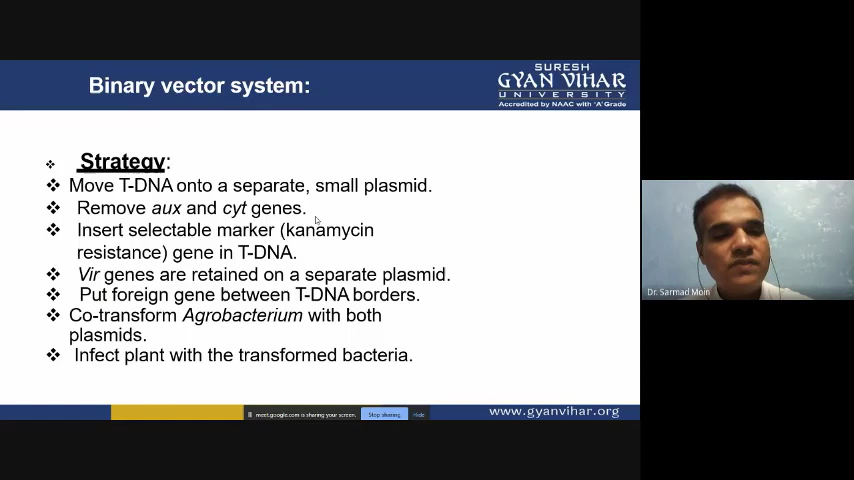 Binary vector system:
SURESH
GYAN VIHAR
UNIVERSITY
Accredited by NAAC with 'A' Grade
Strategy:
Move T-DNA onto a separate, small plasmid.
Remove aux and cyt genes.
Insert selectable marker (kanamycin
resistance) gene in T-DNA.
Vir genes are retained on a separate plasmid.
Put foreign gene between T-DNA borders.
Co-transform Agrobacterium with both
plasmids.
Infect plant with the transformed bacteria.
Dr. Sarmad Moin
meet.google.com is sharing your screen.
Stop sharing
Hide
www.gyanvihar.org